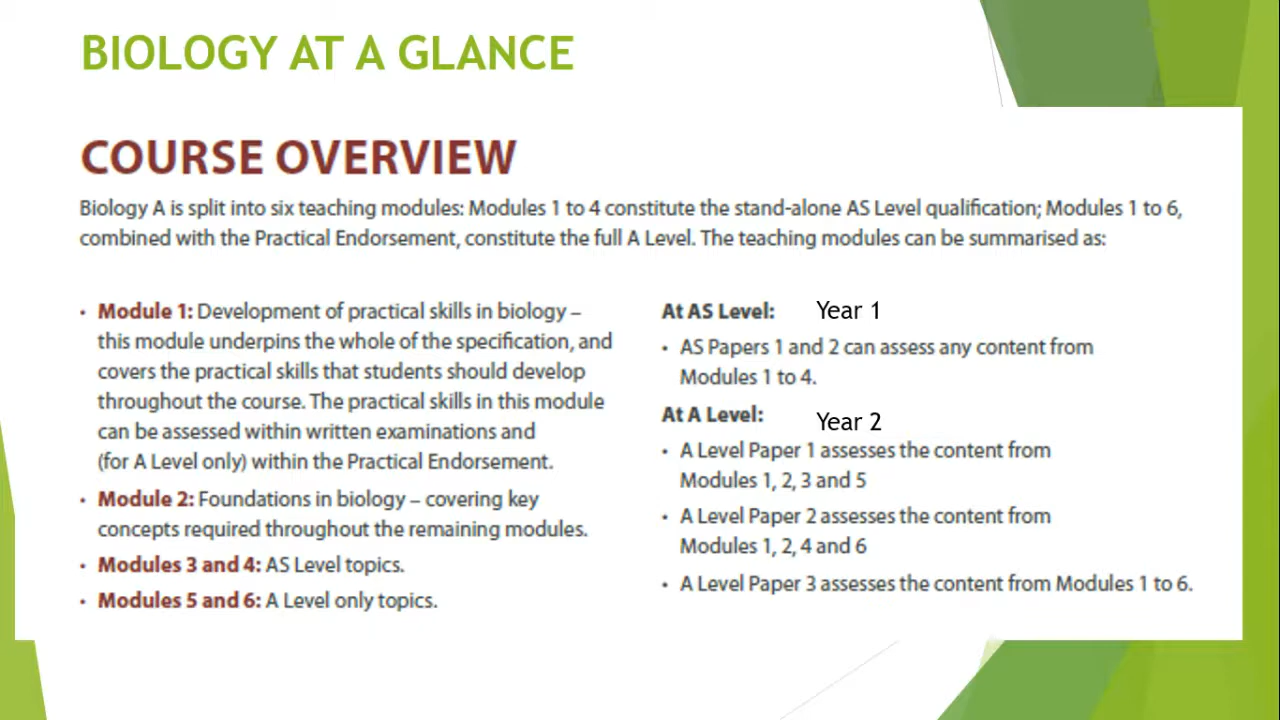 BIOLOGY AT A GLANCE
COURSE OVERVIEW
Biology A is split into six teaching modules: Modules 1 to 4 constitute the stand-alone AS Level qualification; Modules 1 to 6,
combined with the Practical Endorsement, constitute the full A Level. The teaching modules can be summarised as:
• Module 1: Development of practical skills in biology –
this module underpins the whole of the specification, and
covers the practical skills that students should develop
throughout the course. The practical skills in this module
can be assessed within written examinations and
(for A Level only) within the Practical Endorsement.
• Module 2: Foundations in biology – covering key
concepts required throughout the remaining modules.
• Modules 3 and 4: AS Level topics.
• Modules 5 and 6: A Level only topics.
At AS Level: Year 1
• AS Papers 1 and 2 can assess any content from
Modules 1 to 4.
At A Level: Year 2
• A Level Paper 1 assesses the content from
Modules 1, 2, 3 and 5
• A Level Paper 2 assesses the content from
Modules 1, 2, 4 and 6
• A Level Paper 3 assesses the content from Modules 1 to 6.